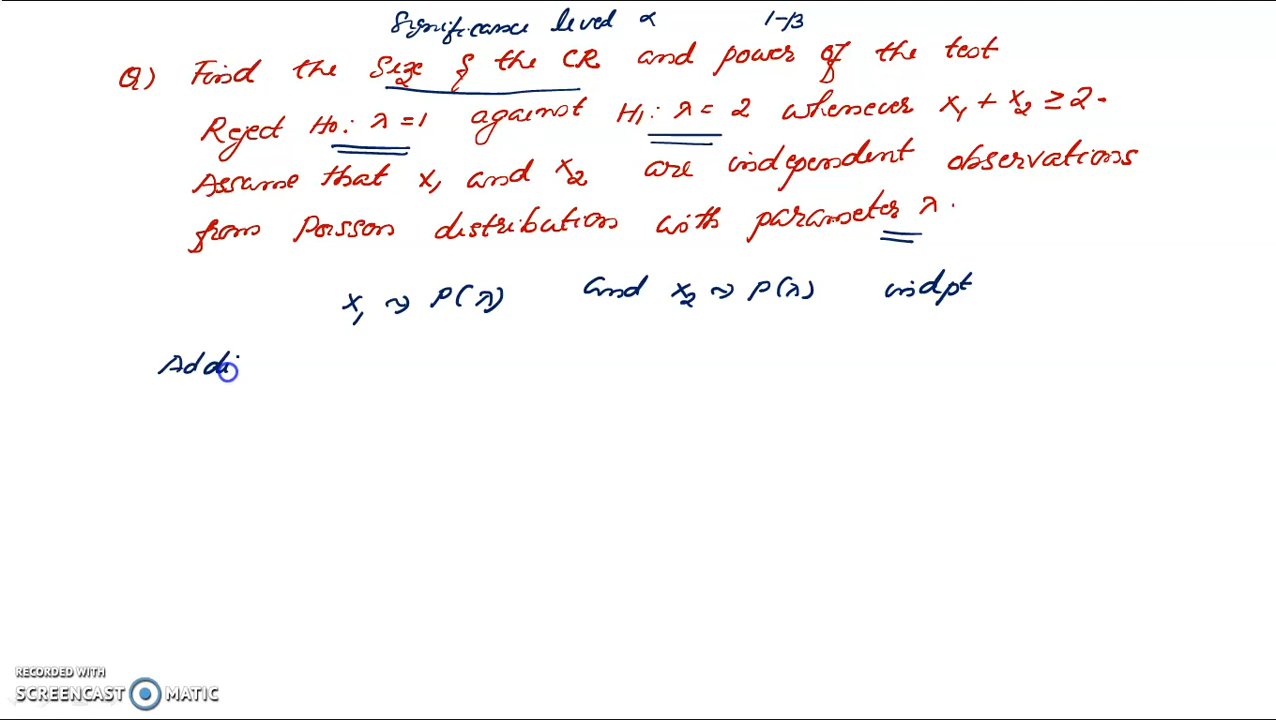 Significance level α 1-β
Q) Find the size of the CR and power of the test
Reject H0: λ = 1 against H1: λ = 2 whenever x1 + x2 ≥ 2.
Assume that x1 and x2 are independent observations
from Poisson distribution with parameter λ.
x1 ~> P(λ) and x2 ~> P(λ) indpt
Addi
RECORDED WITH
SCREENCAST MATIC